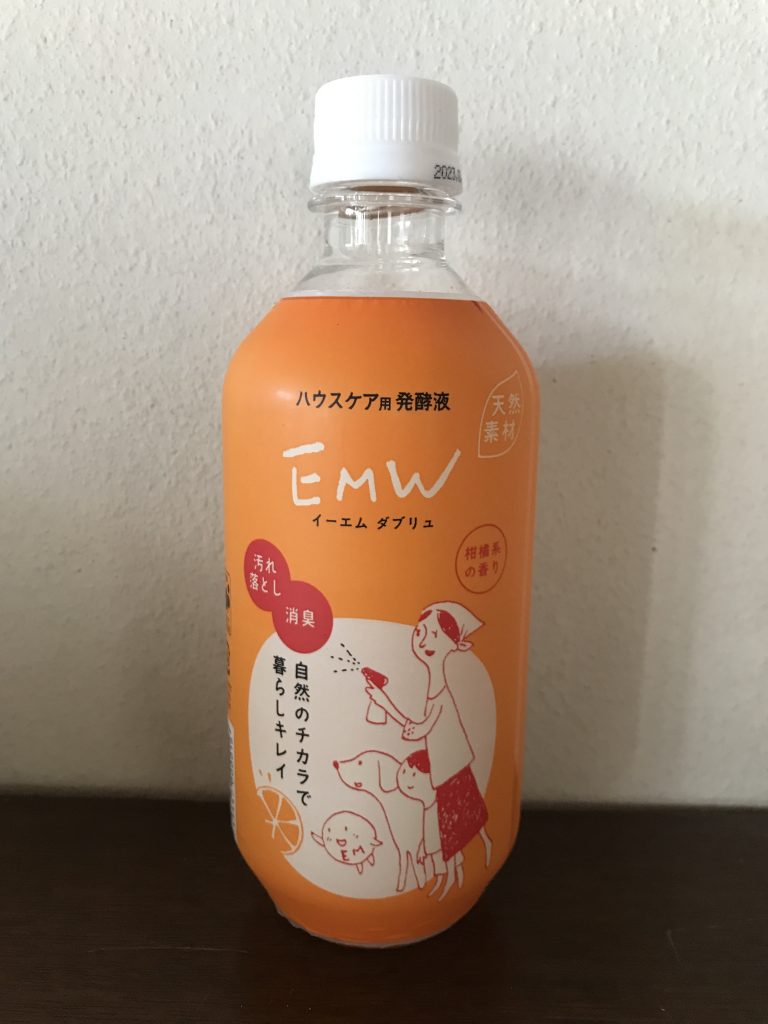 ハウスケア用発酵液
天然
素材
EMW
イーエム ダブリュ
柑橘系
の香り
汚れ
落とし
消臭
自然のチカラで
暮らしキレイ
EM